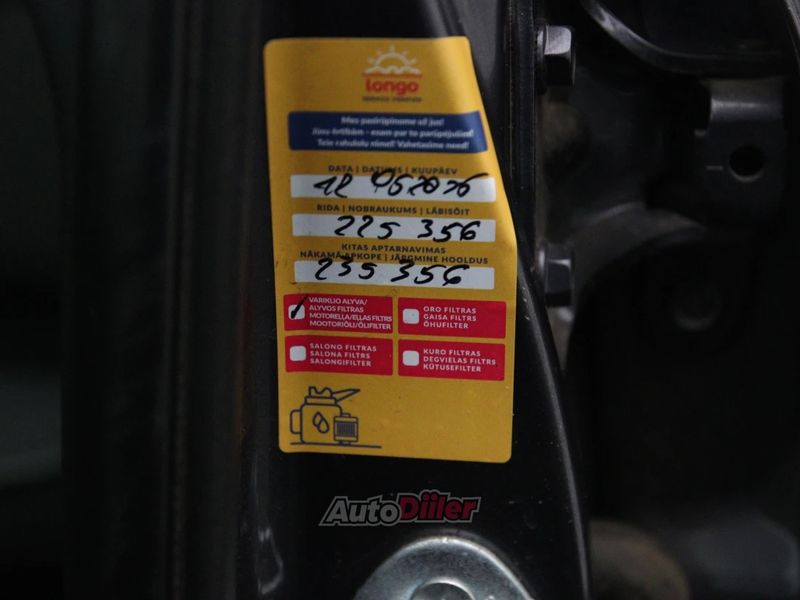 longo
Mes pasirūpinome už jus!
Jūsu ērtībām - esam par to parūpējušies!
Teie rahulolu nimel! Vahetasime need!
DATA | DATUMS | KUUPÄEV
RIDA | NOBRAUKUMS | LÄBISÕIT
225 356
KITAS APTARNAVIMAS
NĀKAMĀ APKOPE | JÄRGMINE HOOLDUS
235 356
VARIKLIO ALYVA/
ALYVOS FILTRAS
MOTOREĻĻA/EĻĻAS FILTRS
MOOTORIÕLI/ÕLIFILTER
ORO FILTRAS
GAISA FILTRS
ÕHUFILTER
SALONO FILTRAS
SALONA FILTRS
SALONGIFILTER
KURO FILTRAS
DEGVIELAS FILTRS
KÜTUSEFILTER
AutoDiiler